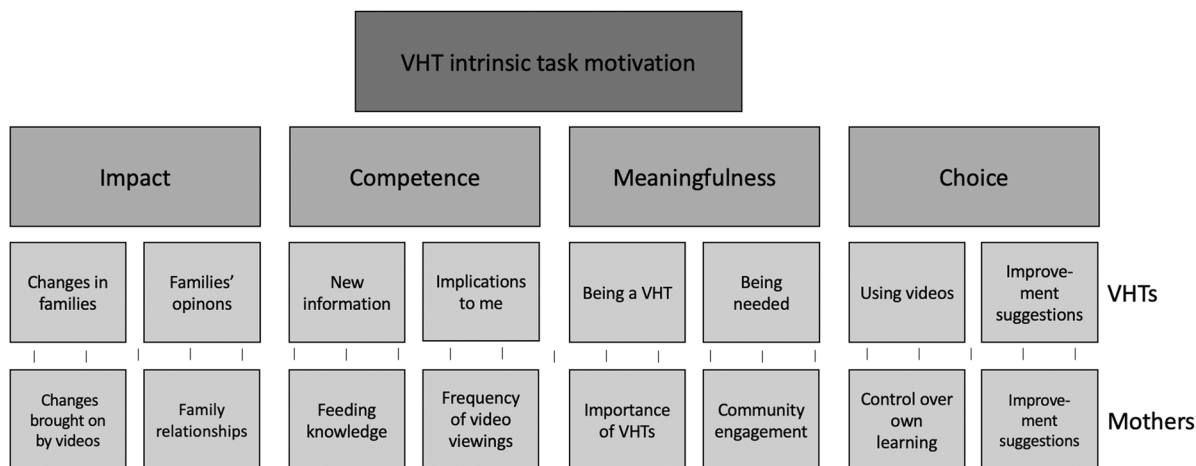 VHT intrinsic task motivation
Impact
Competence
Meaningfulness
Choice
Changes in
families
Families’
opinons
New
information
Implications
to me
Being a VHT
Being
needed
Using videos
Improve-
ment
suggestions
VHTs
Changes
brought on
by videos
Family
relationships
Feeding
knowledge
Frequency
of video
viewings
Importance
of VHTs
Community
engagement
Control over
own
learning
Improve-
ment
suggestions
Mothers